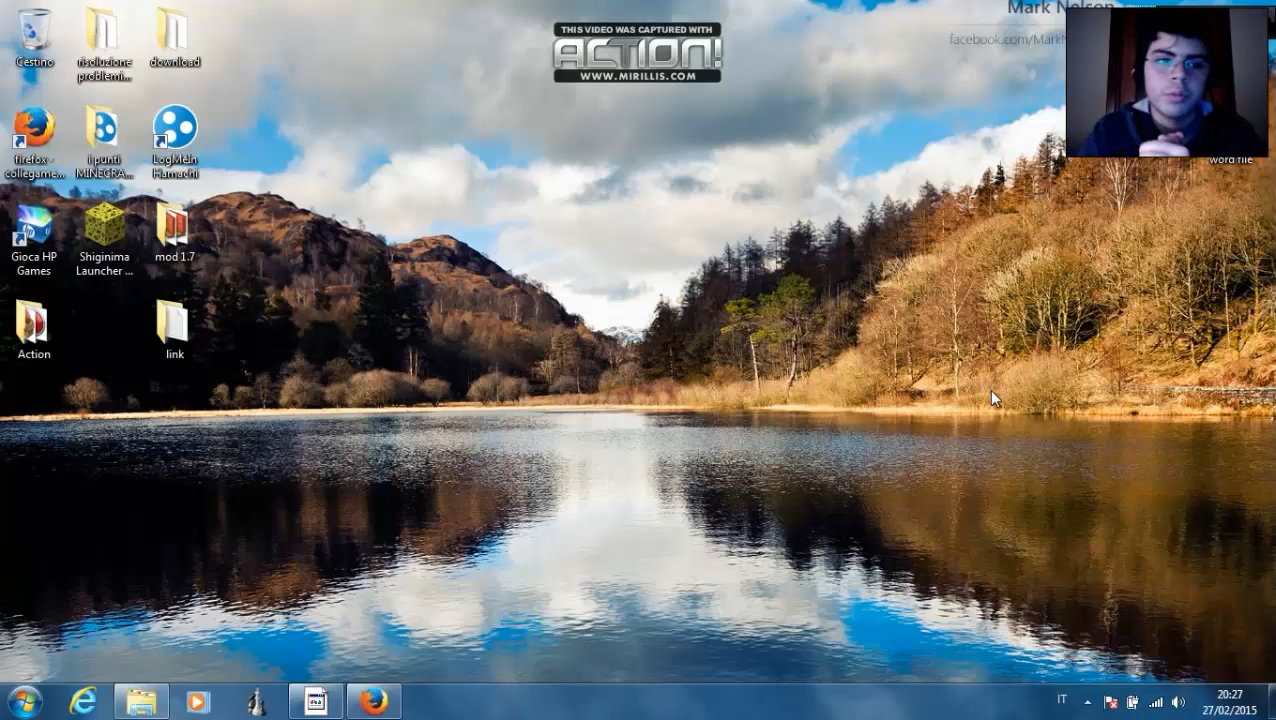 Mark Nelson
facebook.com/Mark
THIS VIDEO WAS CAPTURED WITH
ACTION!
WWW.MIRILLIS.COM
Cestino
risoluzione
problemi...
download
firefox -
collegame...
i punti
MINECRA...
LogMeIn
Hamachi
Gioca HP
Games
Shiginima
Launcher ...
mod 1.7
Action
link
word file
IT
20:27
27/02/2015